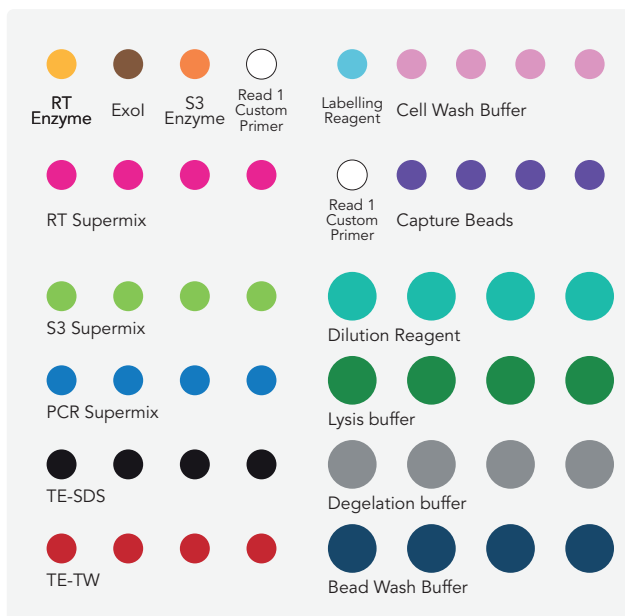 RT
Enzyme
ExoI
S3
Enzyme
Read 1
Custom
Primer
Labelling
Reagent
Cell Wash Buffer
RT Supermix
Read 1
Custom
Primer
Capture Beads
S3 Supermix
Dilution Reagent
PCR Supermix
Lysis buffer
TE-SDS
Degelation buffer
TE-TW
Bead Wash Buffer